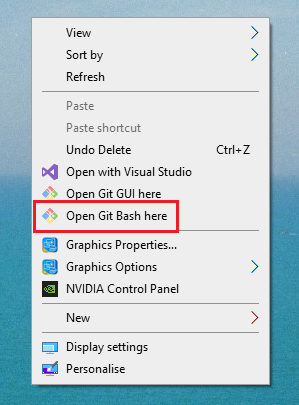 View
Sort by
Refresh
Paste
Paste shortcut
Undo Delete Ctrl+Z
Open with Visual Studio
Open Git GUI here
Open Git Bash here
Graphics Properties...
Graphics Options
NVIDIA Control Panel
New
Display settings
Personalise